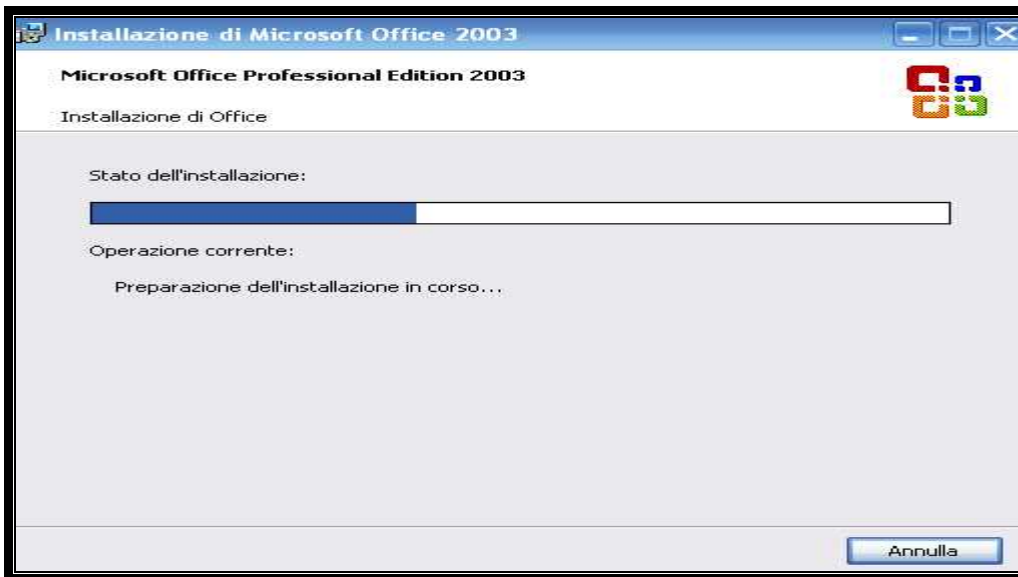 Installazione di Microsoft Office 2003
Microsoft Office Professional Edition 2003
Installazione di Office
Stato dell'installazione:
Operazione corrente:
Preparazione dell'installazione in corso...
Annulla